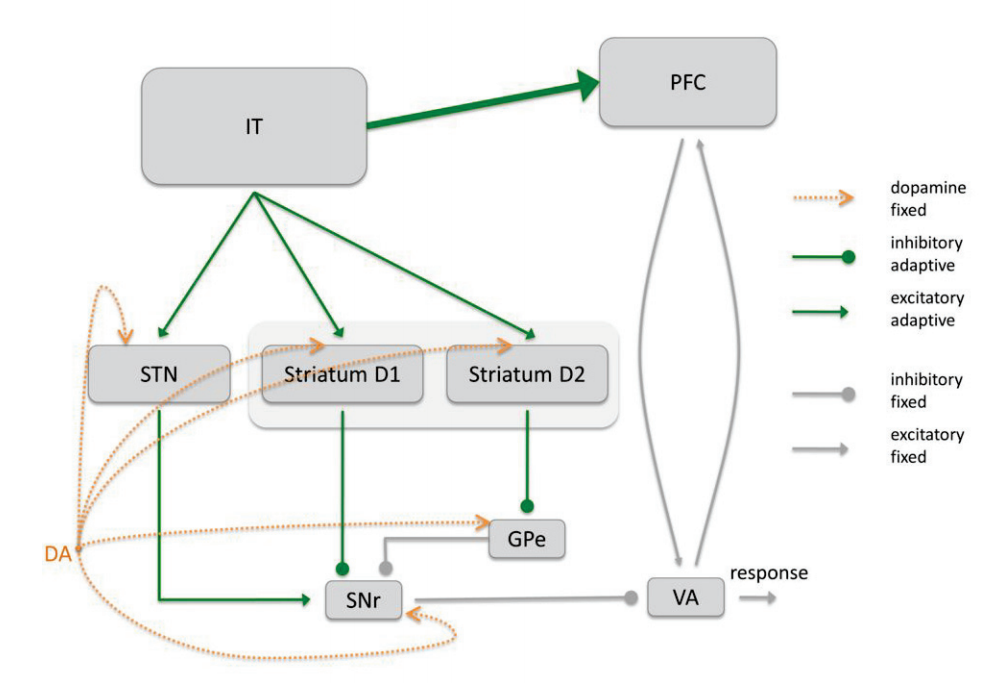 IT
PFC
dopamine
fixed
inhibitory
adaptive
excitatory
adaptive
inhibitory
fixed
excitatory
fixed
STN
Striatum D1
Striatum D2
DA
GPe
SNr
VA
response